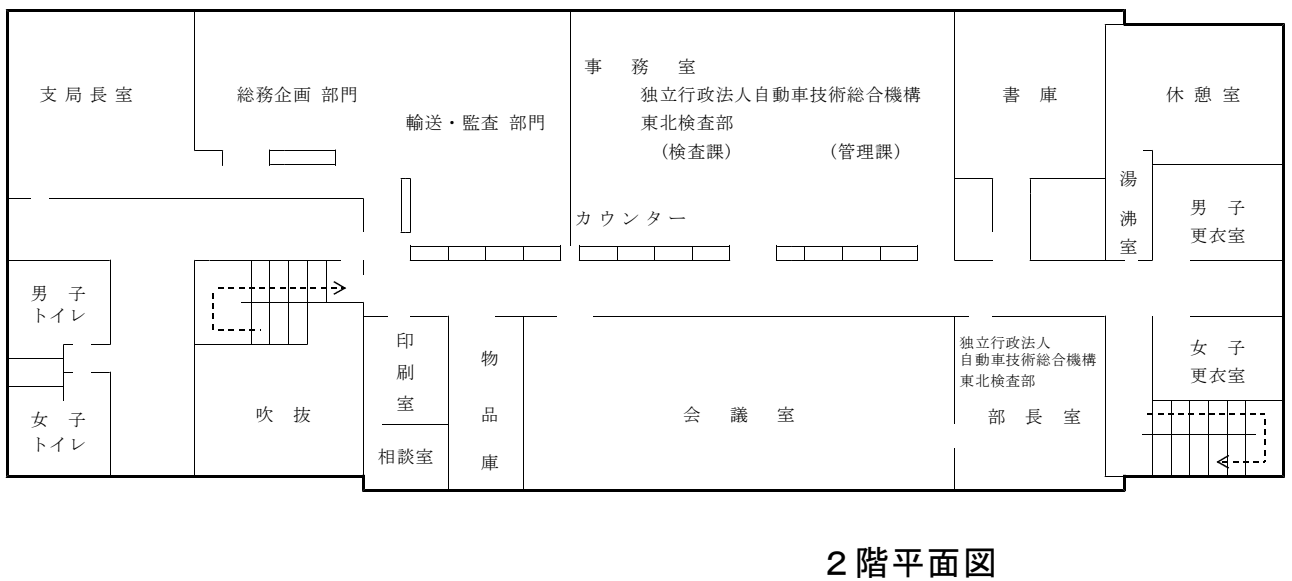 支局長室
総務企画 部門
輸送・監査 部門
事務室
独立行政法人自動車技術総合機構
東北検査部
（検査課）
（管理課）
カウンター
書庫
休憩室
湯沸室
男子
更衣室
男子
トイレ
女子
トイレ
吹抜
印刷室
相談室
物品庫
会議室
独立行政法人
自動車技術総合機構
東北検査部
部長室
女子
更衣室
２階平面図